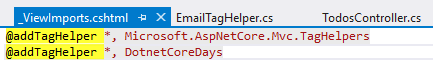 _ViewImports.cshtml EmailTagHelper.cs TodosController.cs
@addTagHelper *, Microsoft.AspNetCore.Mvc.TagHelpers
@addTagHelper *, DotnetCoreDays